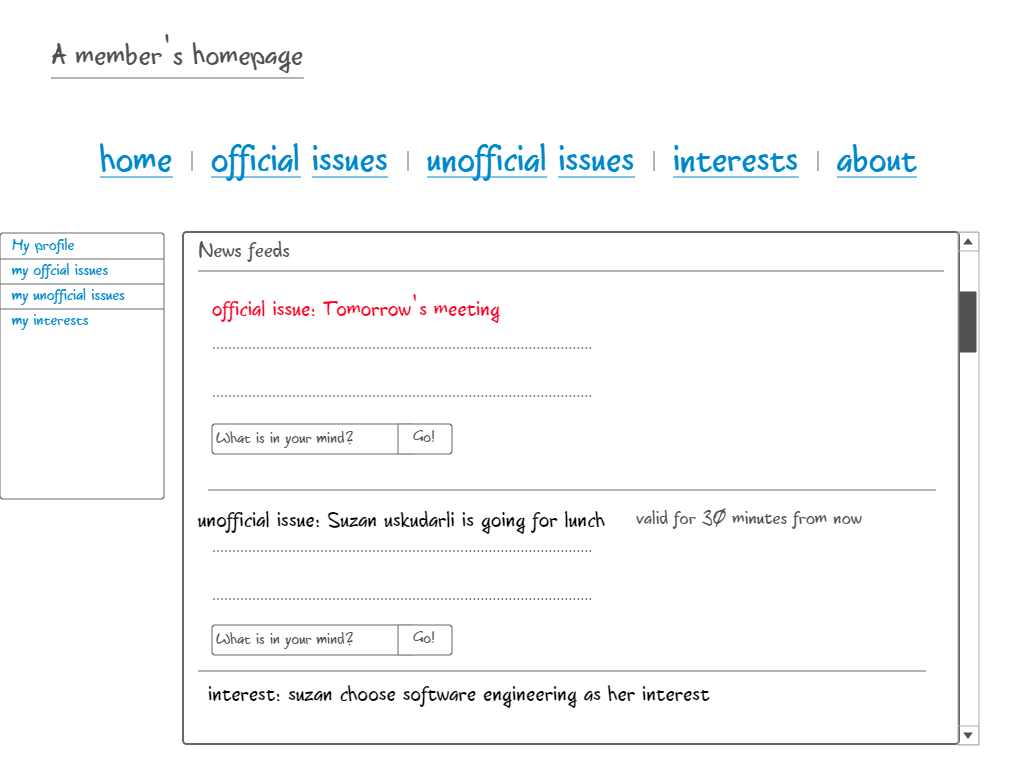 A member's homepage
home | official issues | unofficial issues | interests | about
My profile
my offcial issues
my unofficial issues
my interests
News feeds
official issue: Tomorrow's meeting
What is in your mind? Go!
unofficial issue: Suzan uskudarli is going for lunch valid for 30 minutes from now
What is in your mind? Go!
interest: suzan choose software engineering as her interest